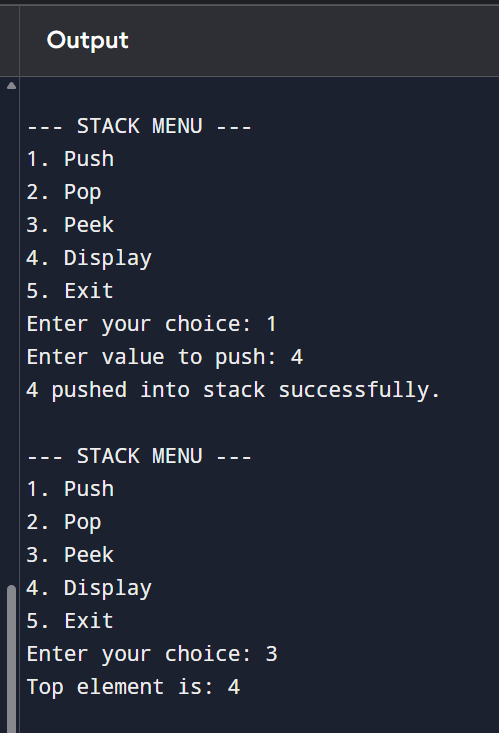 Output
--- STACK MENU ---
1. Push
2. Pop
3. Peek
4. Display
5. Exit
Enter your choice: 1
Enter value to push: 4
4 pushed into stack successfully.
--- STACK MENU ---
1. Push
2. Pop
3. Peek
4. Display
5. Exit
Enter your choice: 3
Top element is: 4